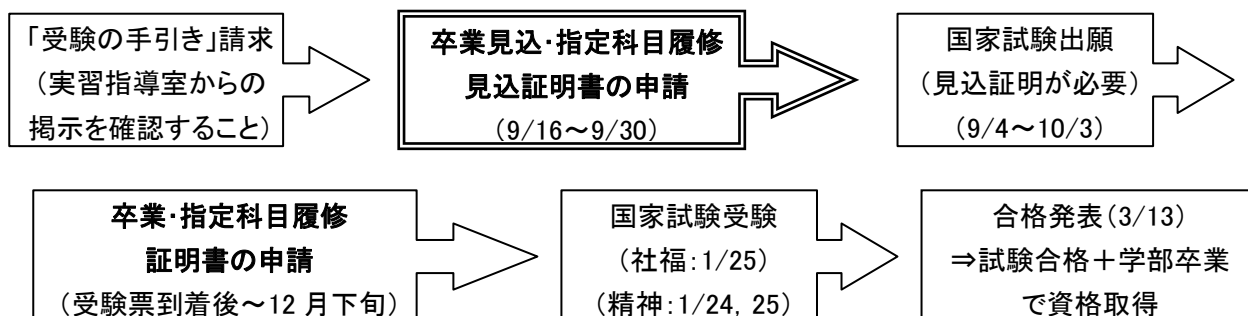 「受験の手引き」請求
（実習指導室からの
掲示を確認すること）
卒業見込・指定科目履修
見込証明書の申請
（9/16～9/30）
国家試験出願
（見込証明が必要）
（9/4～10/3）
卒業・指定科目履修
証明書の申請
（受験票到着後～12 月下旬）
国家試験受験
（社福：1/25）
（精神：1/24, 25）
合格発表（3/13）
⇒試験合格＋学部卒業
で資格取得